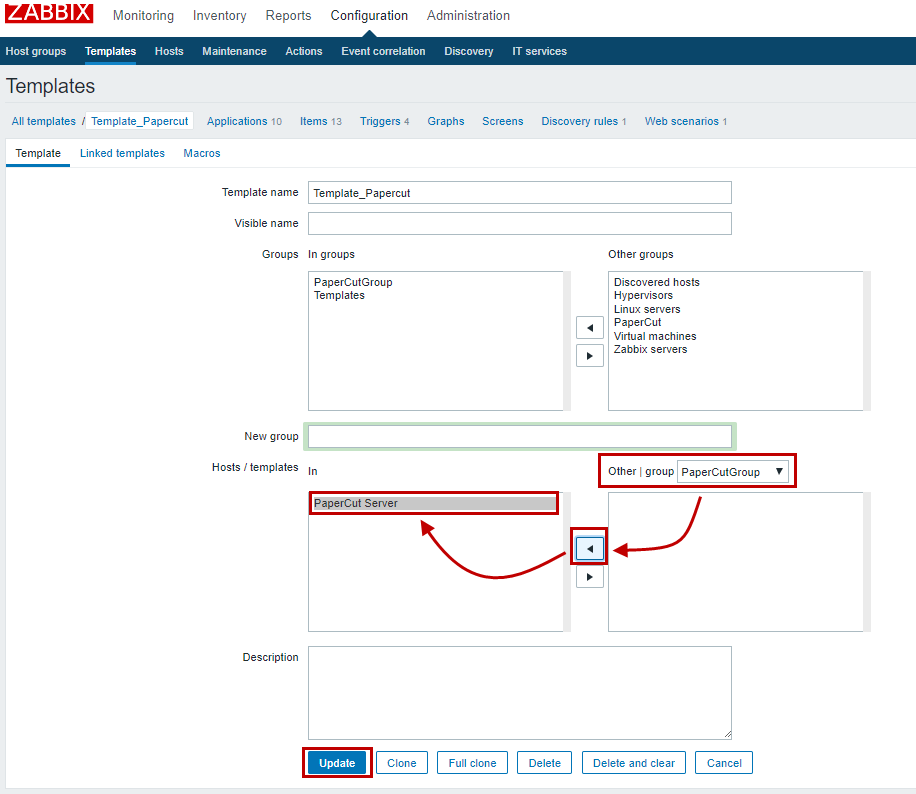 ZABBIX Monitoring Inventory Reports Configuration Administration
Host groups Templates Hosts Maintenance Actions Event correlation Discovery IT services
Templates
All templates / Template_Papercut Applications 10 Items 13 Triggers 4 Graphs Screens Discovery rules 1 Web scenarios 1
Template Linked templates Macros
Template name Template_Papercut
Visible name
Groups In groups Other groups
PaperCutGroup Discovered hosts
Templates Hypervisors
Linux servers
PaperCut
Virtual machines
Zabbix servers
New group
Hosts / templates In Other | group PaperCutGroup
PaperCut Server
Description
Update Clone Full clone Delete Delete and clear Cancel